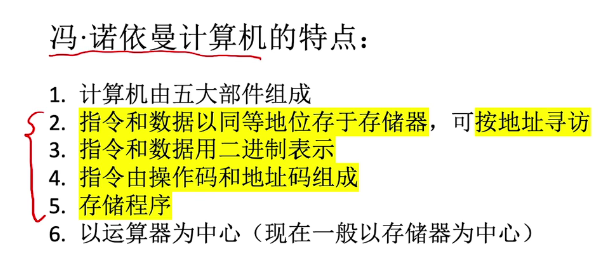 冯·诺依曼计算机的特点：
1. 计算机由五大部件组成
2. 指令和数据以同等地位存于存储器，可按地址寻访
3. 指令和数据用二进制表示
4. 指令由操作码和地址码组成
5. 存储程序
6. 以运算器为中心（现在一般以存储器为中心）